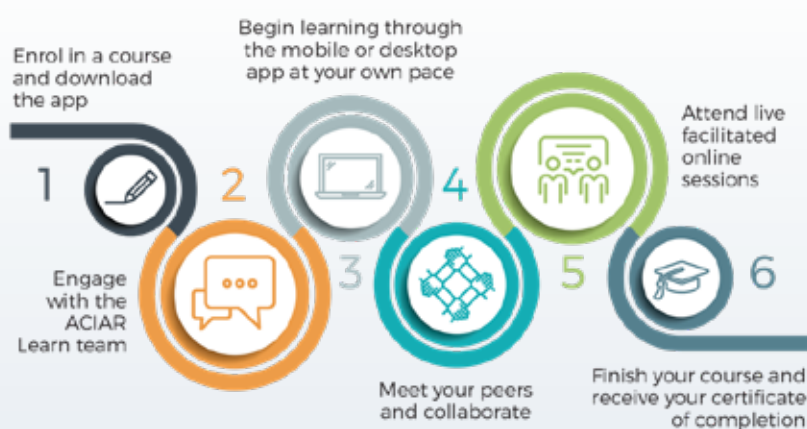 Enrol in a course
and download
the app
1
Engage
with the
ACIAR
Learn team
2
Begin learning through
the mobile or desktop
app at your own pace
3
Meet your peers
and collaborate
4
Attend live
facilitated
online
sessions
5
Finish your course and
receive your certificate
of completion
6